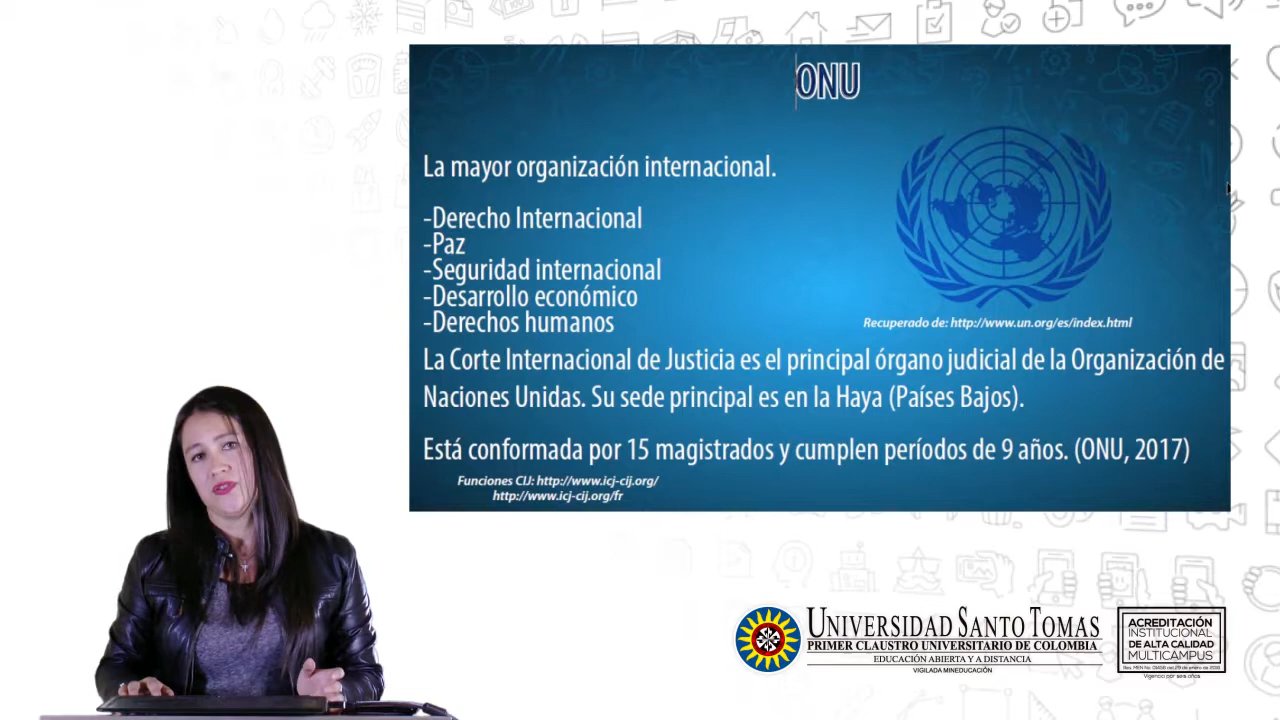 ONU
La mayor organización internacional.
-Derecho Internacional
-Paz
-Seguridad internacional
-Desarrollo económico
-Derechos humanos
Recuperado de: http://www.un.org/es/index.html
La Corte Internacional de Justicia es el principal órgano judicial de la Organización de
Naciones Unidas. Su sede principal es en la Haya (Países Bajos).
Está conformada por 15 magistrados y cumplen períodos de 9 años. (ONU, 2017)
Funciones CIJ: http://www.icj-cij.org/
http://www.icj-cij.org/fr
UNIVERSIDAD SANTO TOMAS
PRIMER CLAUSTRO UNIVERSITARIO DE COLOMBIA
EDUCACIÓN ABIERTA Y A DISTANCIA
VIGILADA MINEDUCACIÓN
ACREDITACIÓN
INSTITUCIONAL
DE ALTA CALIDAD
MULTICAMPUS
Vigencia por seis años